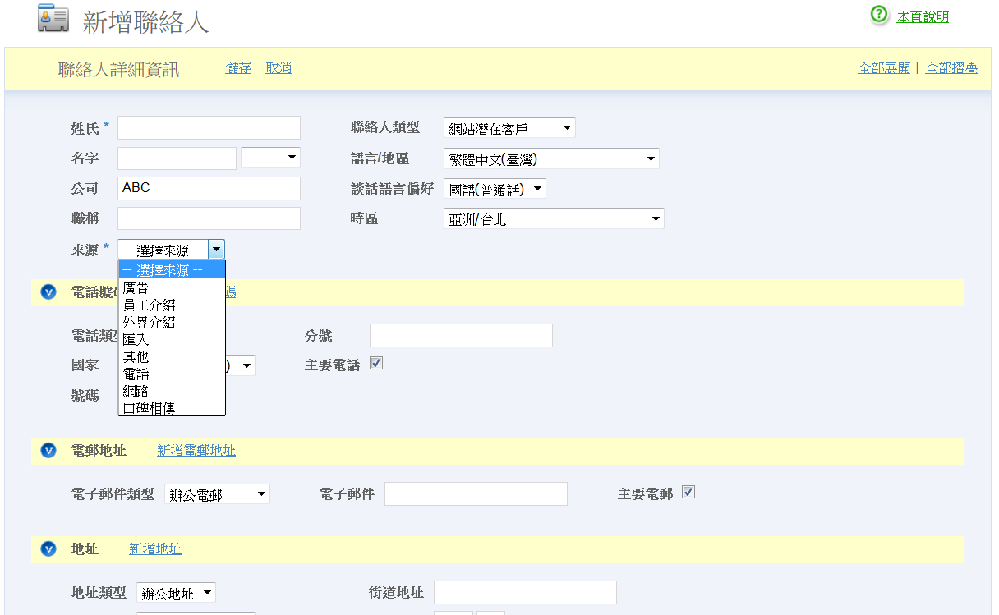 新增聯絡人
本頁說明
聯絡人詳細資訊 儲存 取消 全部展開 | 全部摺疊
姓氏 * 聯絡人類型 網站潛在客戶
名字 語言/地區 繁體中文(臺灣)
公司 ABC 談話語言偏好 國語(普通話)
職稱 時區 亞洲/台北
來源 * -- 選擇來源 --
-- 選擇來源 --
廣告
員工介紹
外界介紹
匯入
其他
電話
網路
口碑相傳
電話號 碼
電話類 分號
國家 ) 主要電話
號碼
電郵地址 新增電郵地址
電子郵件類型 辦公電郵 電子郵件 主要電郵
地址 新增地址
地址類型 辦公地址 街道地址